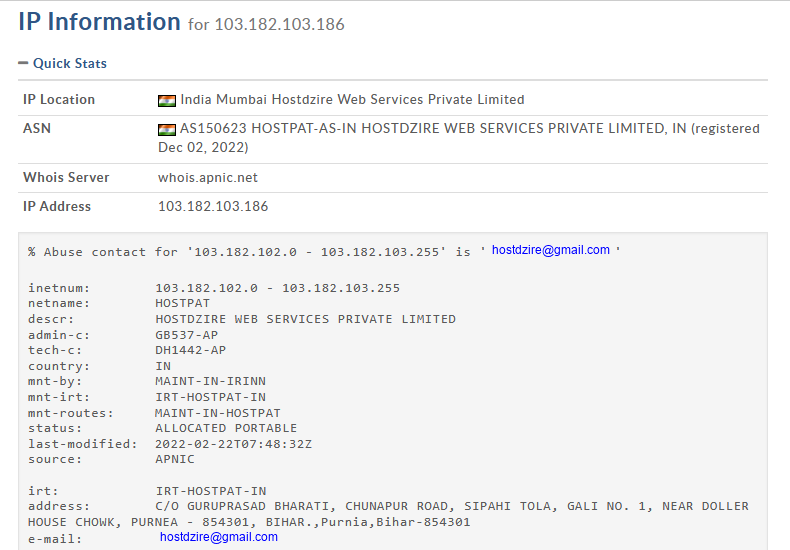 IP Information for 103.182.103.186
Quick Stats
IP Location India Mumbai Hostdzire Web Services Private Limited
ASN AS150623 HOSTPAT-AS-IN HOSTDZIRE WEB SERVICES PRIVATE LIMITED, IN (registered
Dec 02, 2022)
Whois Server whois.apnic.net
IP Address 103.182.103.186
% Abuse contact for '103.182.102.0 - 103.182.103.255' is ' hostdzire@gmail.com '
inetnum: 103.182.102.0 - 103.182.103.255
netname: HOSTPAT
descr: HOSTDZIRE WEB SERVICES PRIVATE LIMITED
admin-c: GB537-AP
tech-c: DH1442-AP
country: IN
mnt-by: MAINT-IN-IRINN
mnt-irt: IRT-HOSTPAT-IN
mnt-routes: MAINT-IN-HOSTPAT
status: ALLOCATED PORTABLE
last-modified: 2022-02-22T07:48:32Z
source: APNIC
irt: IRT-HOSTPAT-IN
address: C/O GURUPRASAD BHARATI, CHUNAPUR ROAD, SIPAHI TOLA, GALI NO. 1, NEAR DOLLER
HOUSE CHOWK, PURNEA - 854301, BIHAR.,Purnia,Bihar-854301
e-mail: hostdzire@gmail.com